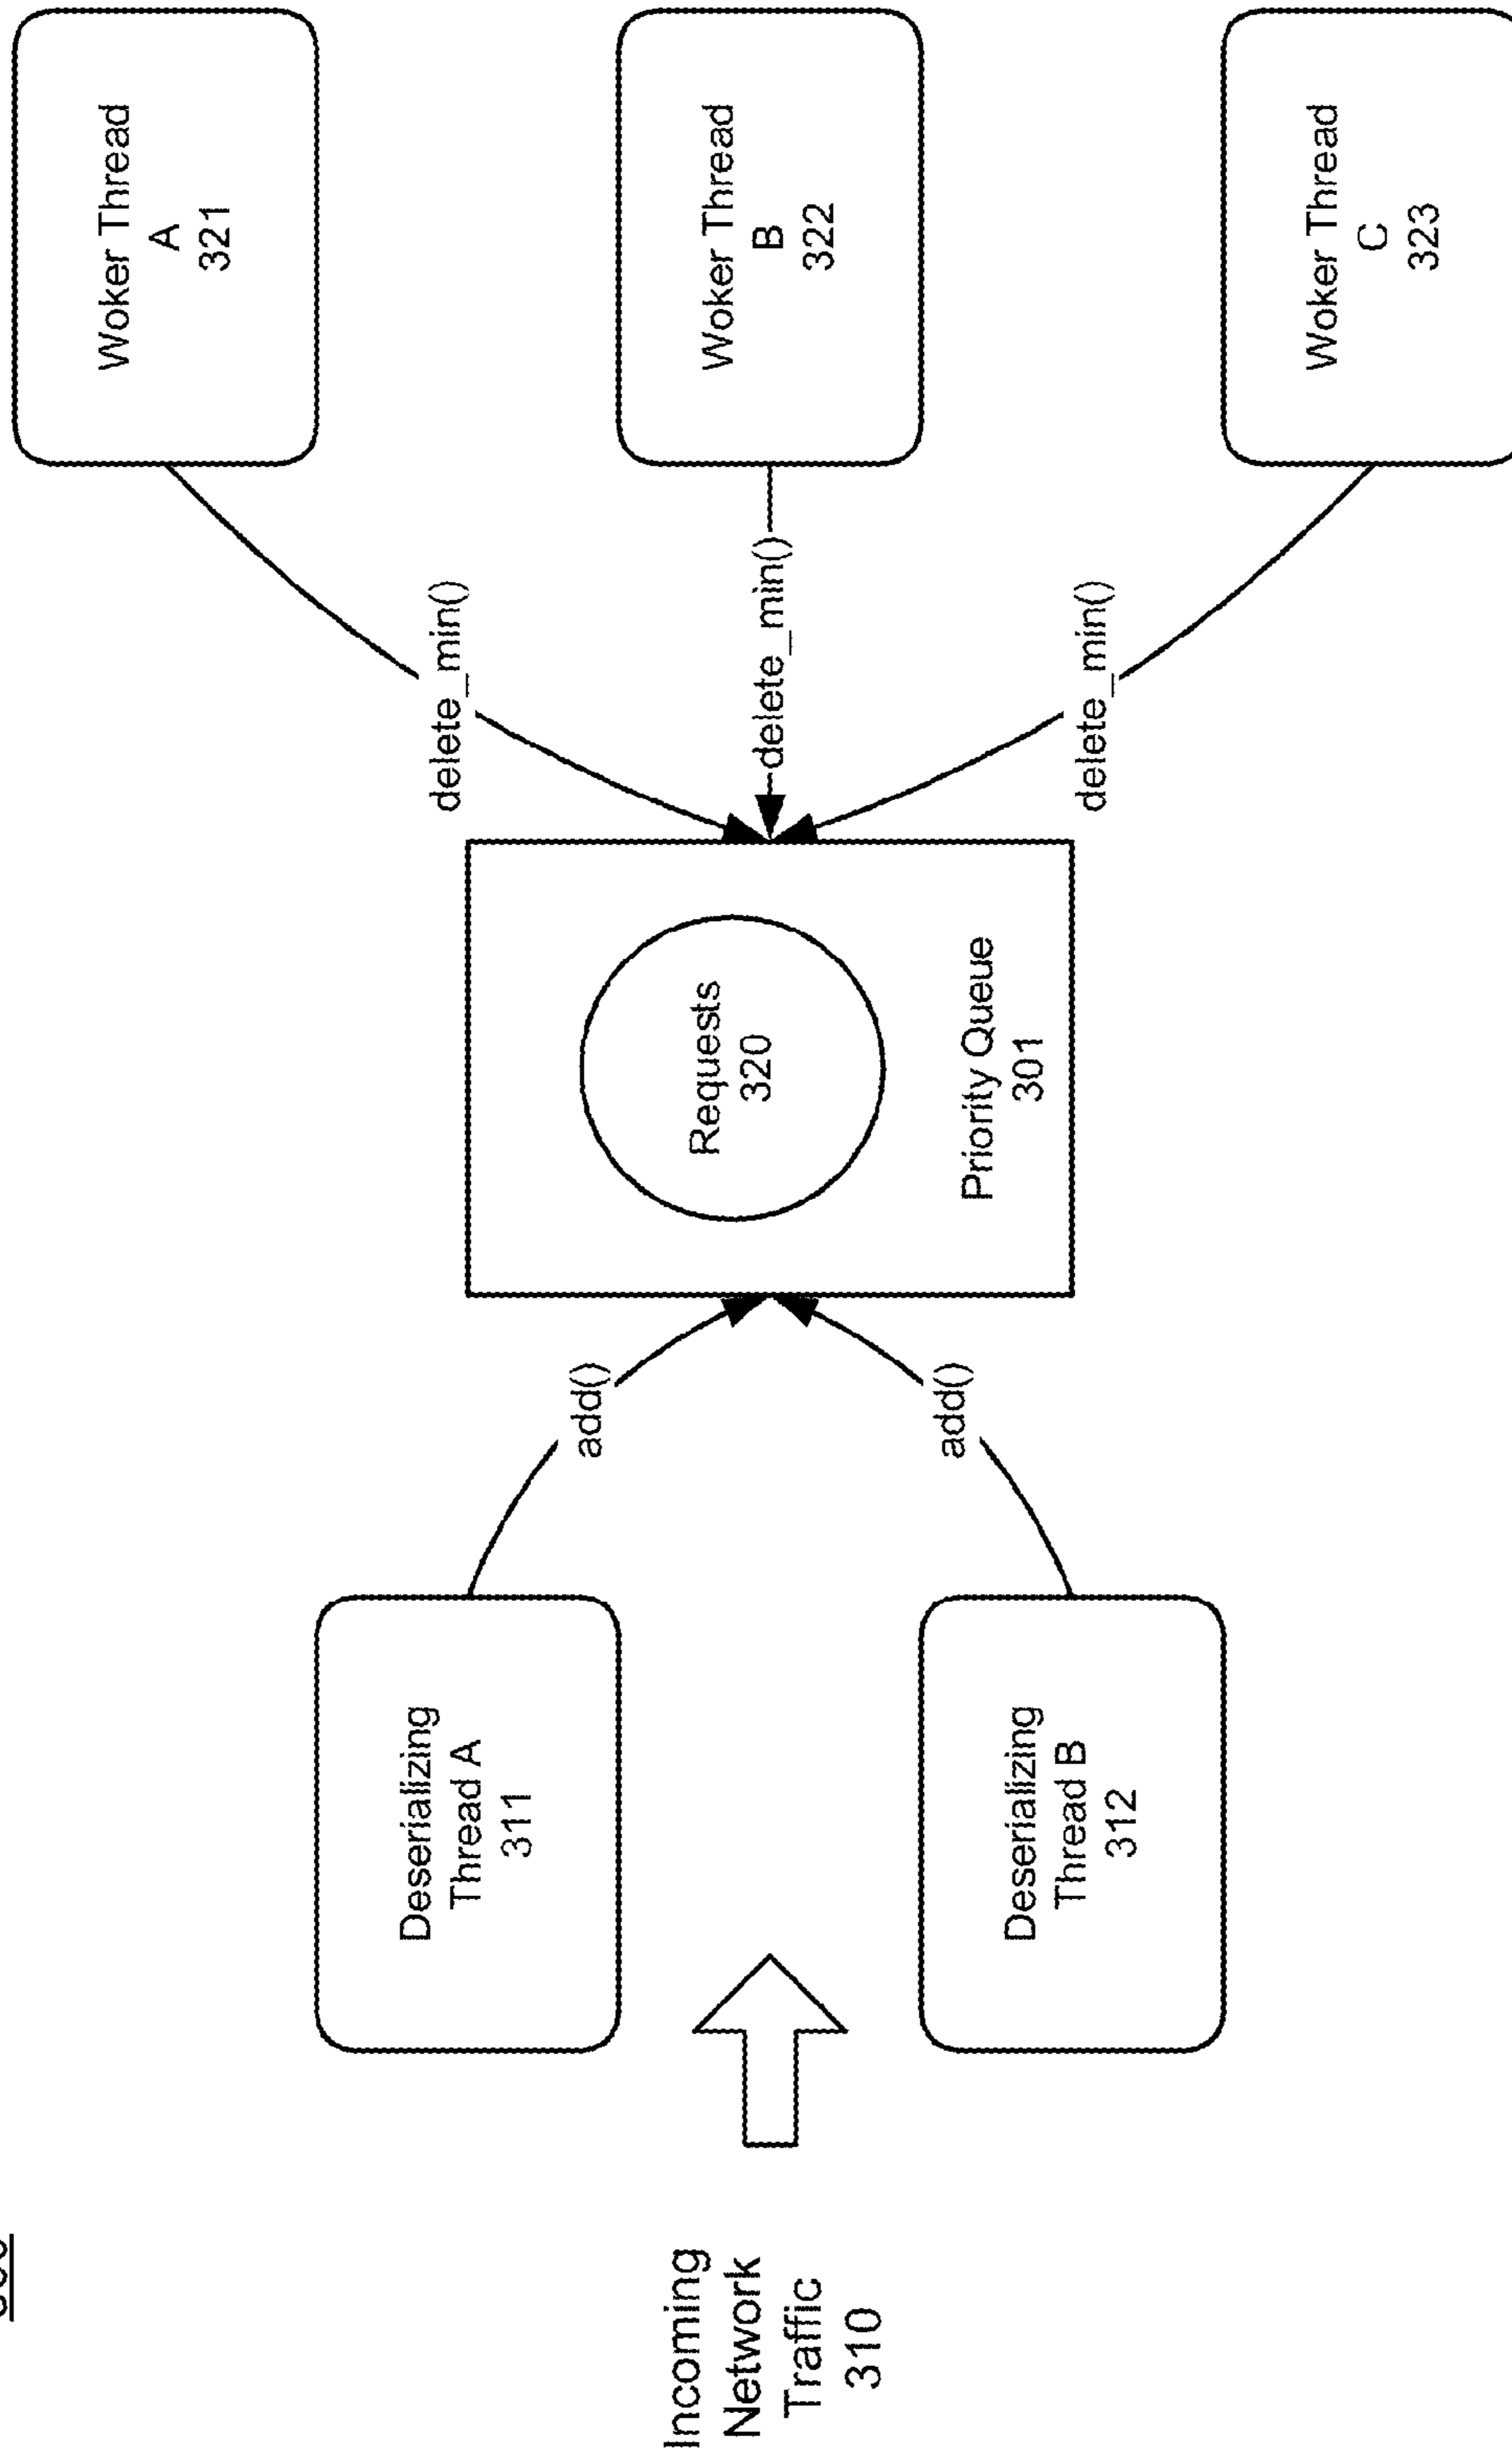 Incoming
Network
Traffic
310
Deserializing
Thread A
311
Deserializing
Thread B
312
add()
add()
Requests
320
Priority Queue
301
delete_min()
delete_min()
delete_min()
Woker Thread
A
321
Woker Thread
B
322
Woker Thread
C
323